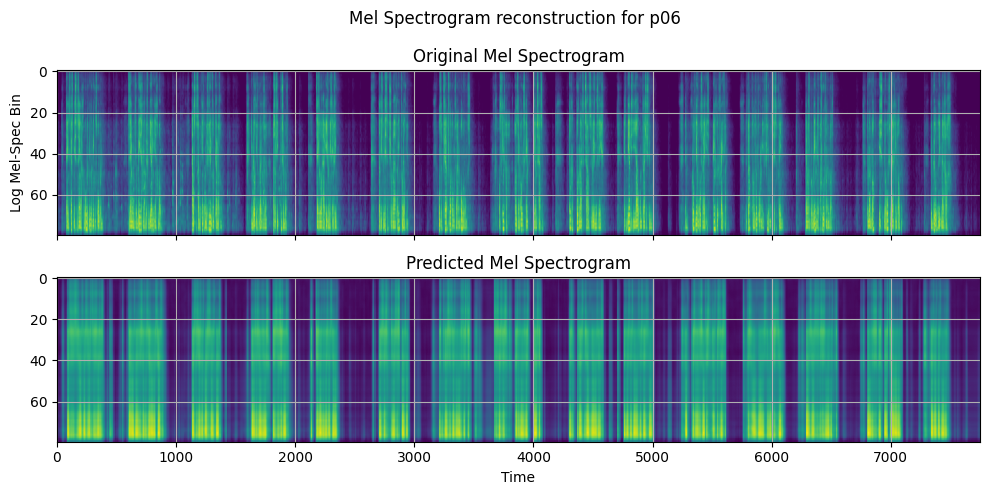 Mel Spectrogram reconstruction for p06
Original Mel Spectrogram
0
20
40
60
Log Mel-Spec Bin
Predicted Mel Spectrogram
0
20
40
60
0 1000 2000 3000 4000 5000 6000 7000
Time